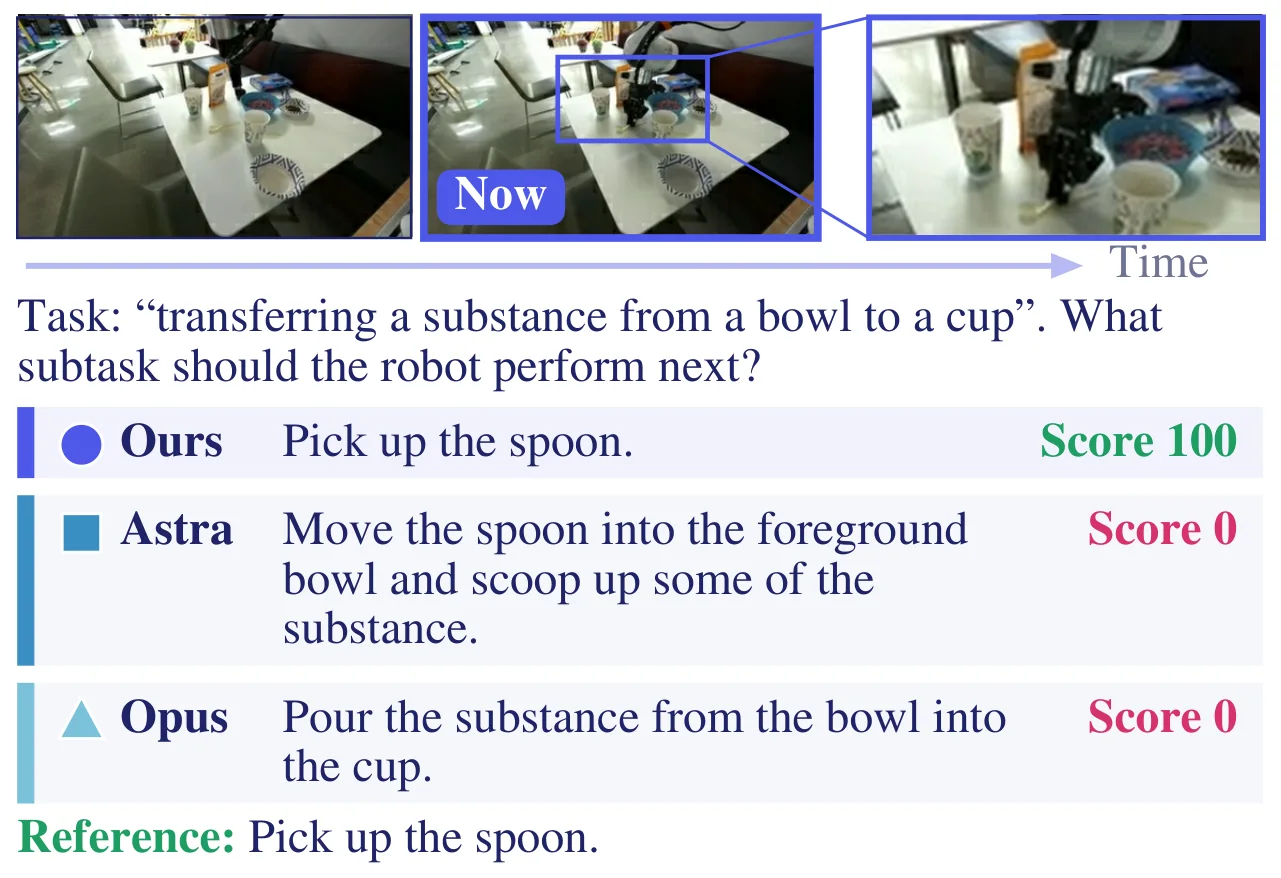 Now
Time
Task: “transferring a substance from a bowl to a cup”. What
subtask should the robot perform next?
Ours Pick up the spoon. Score 100
Astra Move the spoon into the foreground Score 0
bowl and scoop up some of the
substance.
Opus Pour the substance from the bowl into Score 0
the cup.
Reference: Pick up the spoon.